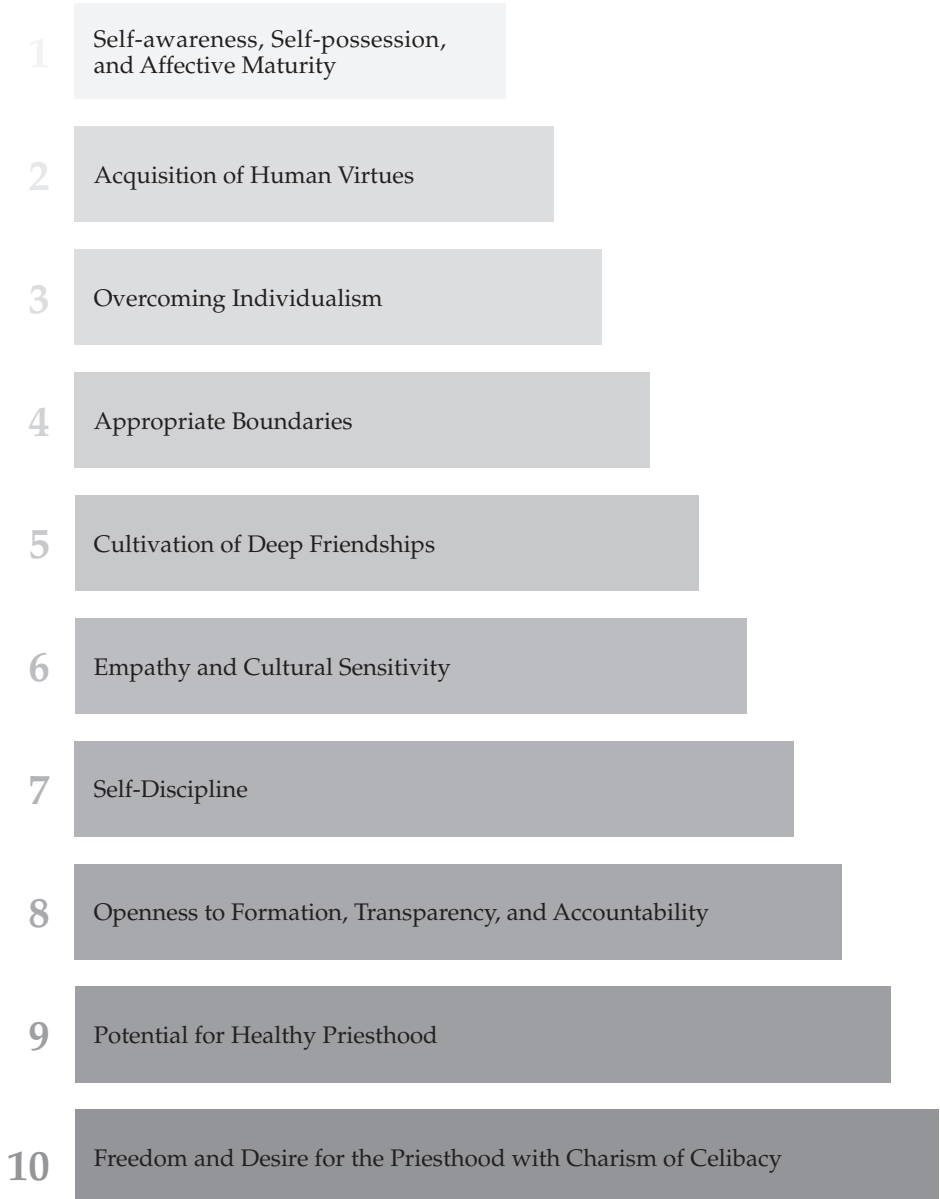 1
Self-awareness, Self-possession,
and Affective Maturity
2
Acquisition of Human Virtues
3
Overcoming Individualism
4
Appropriate Boundaries
5
Cultivation of Deep Friendships
6
Empathy and Cultural Sensitivity
7
Self-Discipline
8
Openness to Formation, Transparency, and Accountability
9
Potential for Healthy Priesthood
10
Freedom and Desire for the Priesthood with Charism of Celibacy